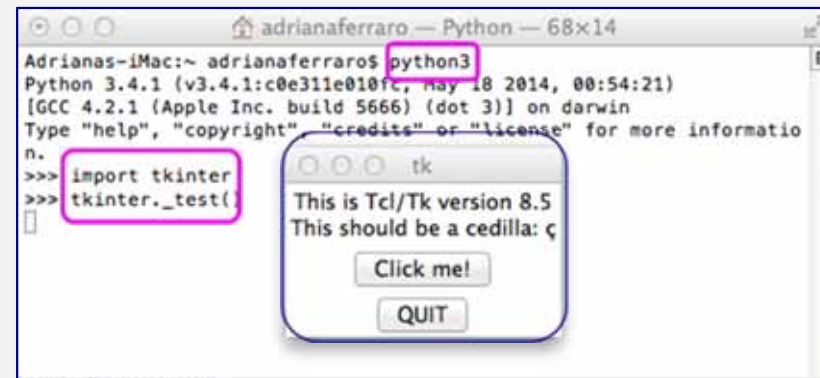 adrianaferraro — Python — 68×14
Adrianas-iMac:~ adrianaferraro$ python3
Python 3.4.1 (v3.4.1:c0e311e010fc, May 18 2014, 00:54:21)
[GCC 4.2.1 (Apple Inc. build 5666) (dot 3)] on darwin
Type "help", "copyright", "credits" or "license" for more informatio
n.
>>> import tkinter
>>> tkinter._test()
tk
This is Tcl/Tk version 8.5
This should be a cedilla: ç
Click me!
QUIT